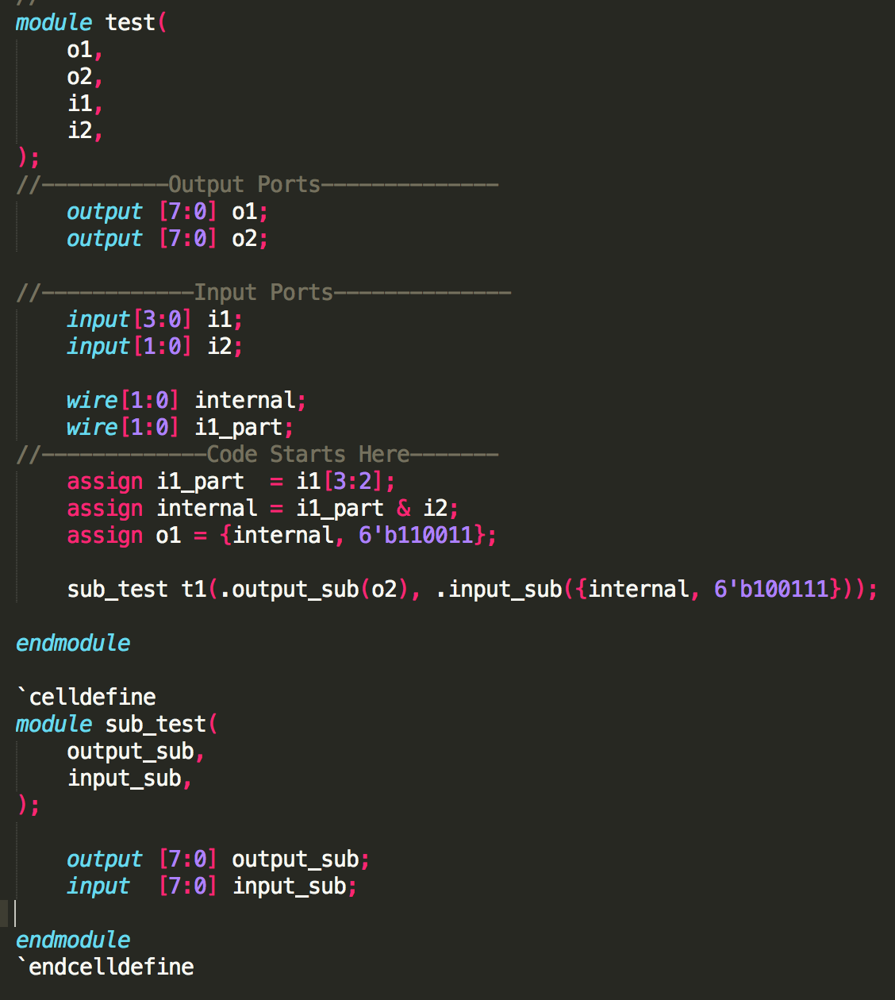 //
module test(
    o1,
    o2,
    i1,
    i2,
);
//----------Output Ports--------------
    output [7:0] o1;
    output [7:0] o2;

//------------Input Ports--------------
    input[3:0] i1;
    input[1:0] i2;

    wire[1:0] internal;
    wire[1:0] i1_part;
//-------------Code Starts Here-------
    assign i1_part  = i1[3:2];
    assign internal = i1_part & i2;
    assign o1 = {internal, 6'b110011};

    sub_test t1(.output_sub(o2), .input_sub({internal, 6'b100111}));

endmodule

`celldefine
module sub_test(
    output_sub,
    input_sub,
);

    output [7:0] output_sub;
    input  [7:0] input_sub;

endmodule
`endcelldefine